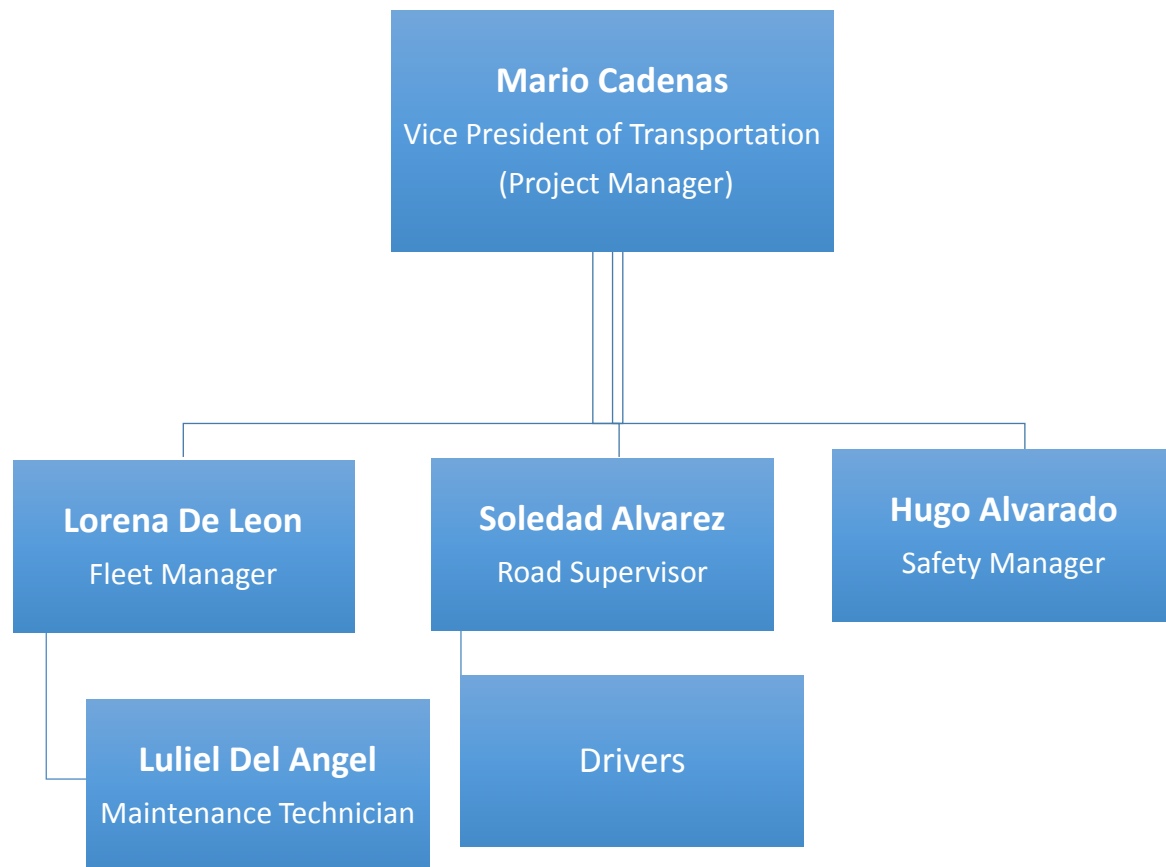 Mario Cadenas
Vice President of Transportation
(Project Manager)
Lorena De Leon
Fleet Manager
Soledad Alvarez
Road Supervisor
Hugo Alvarado
Safety Manager
Luliel Del Angel
Maintenance Technician
Drivers